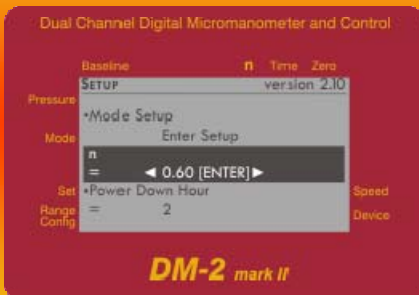 Dual Channel Digital Micromanometer and Control
Baseline n Time Zero
SETUP version 2.10
Pressure
•Mode Setup
Mode Enter Setup
n
= ◄ 0.60 [ENTER]►
Set •Power Down Hour Speed
Range Config = 2 Device
DM-2 mark II